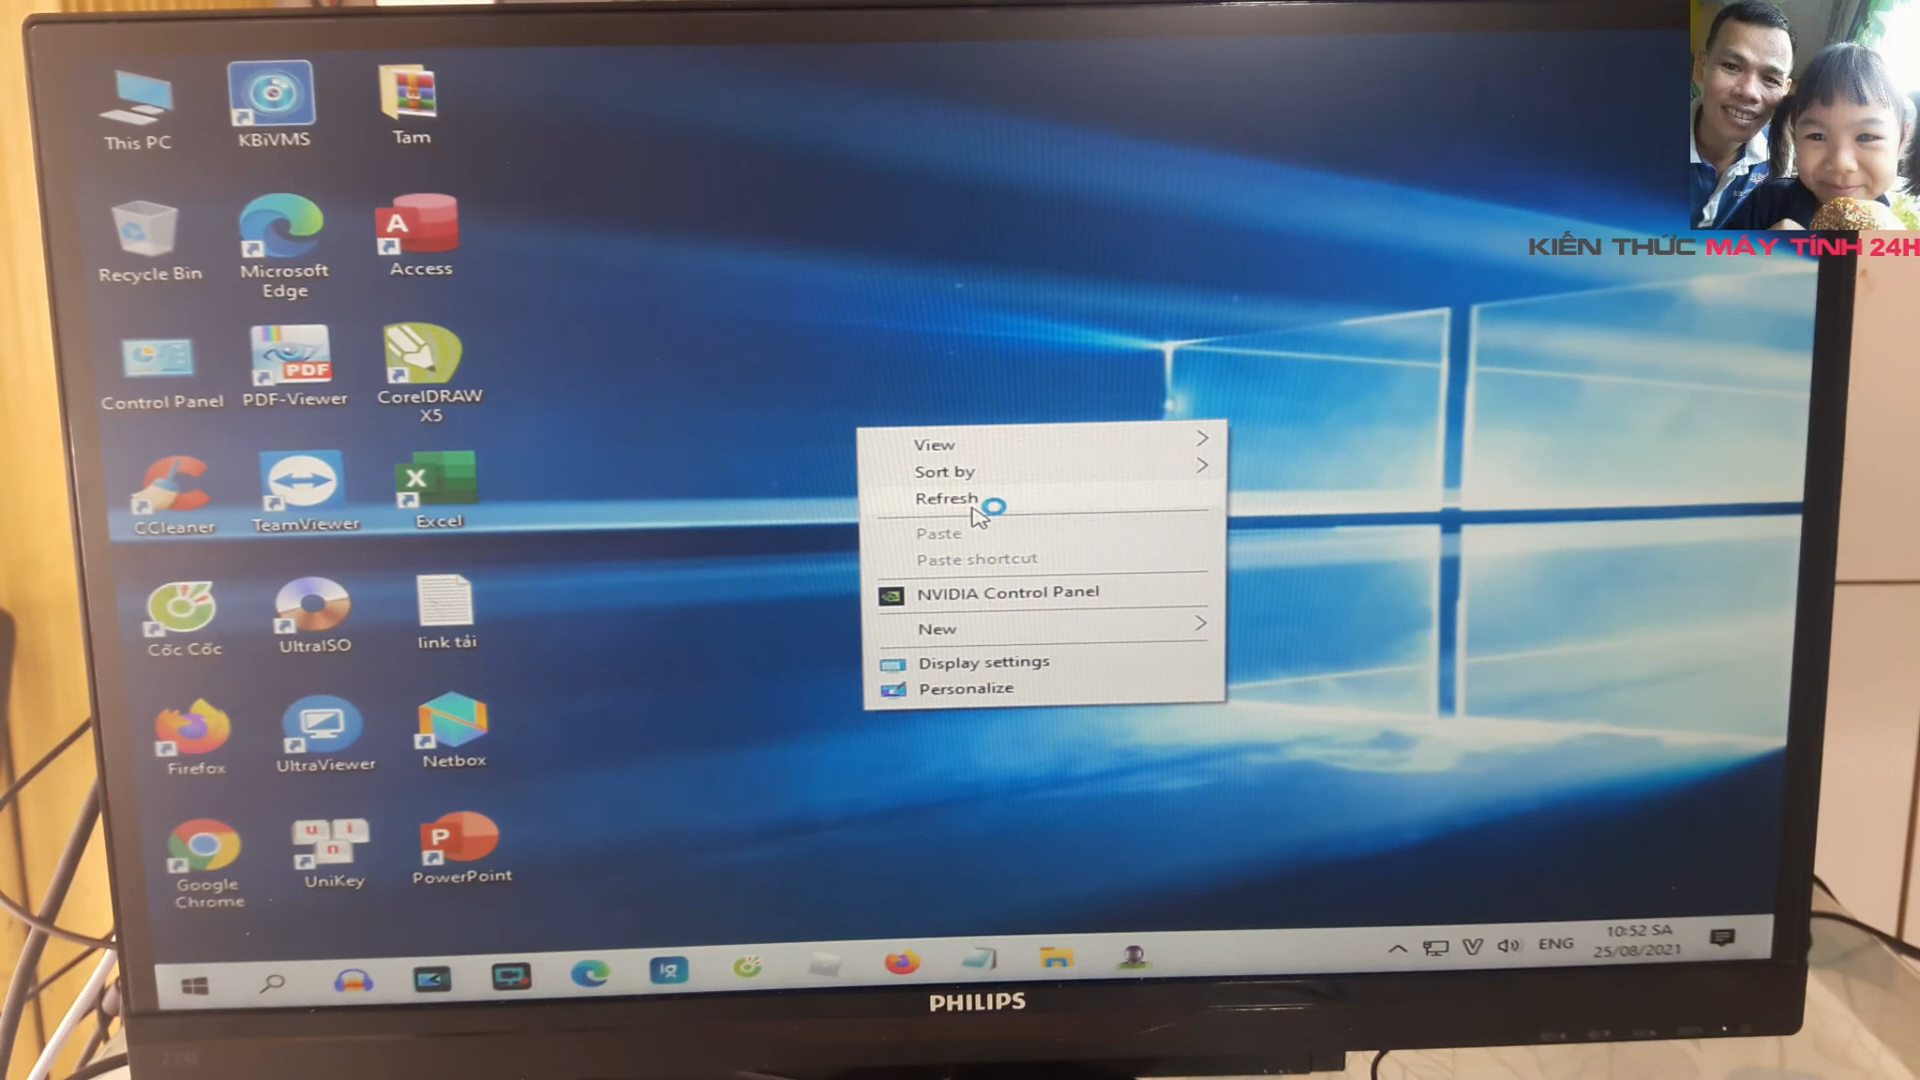 KIẾN THỨC MÁY TÍNH 24H
This PC
KBiVMS
Tam
Recycle Bin
Microsoft
Edge
A
Access
Control Panel
PDF
PDF-Viewer
CorelDRAW
X5
CCleaner
TeamViewer
X
Excel
Cốc Cốc
UltraISO
link tải
Firefox
UltraViewer
Netbox
Google
Chrome
u i
n
UniKey
P
PowerPoint
View
Sort by
Refresh
Paste
Paste shortcut
NVIDIA Control Panel
New
Display settings
Personalize
ig
V
ENG
10:52 SA
25/08/2021
PHILIPS